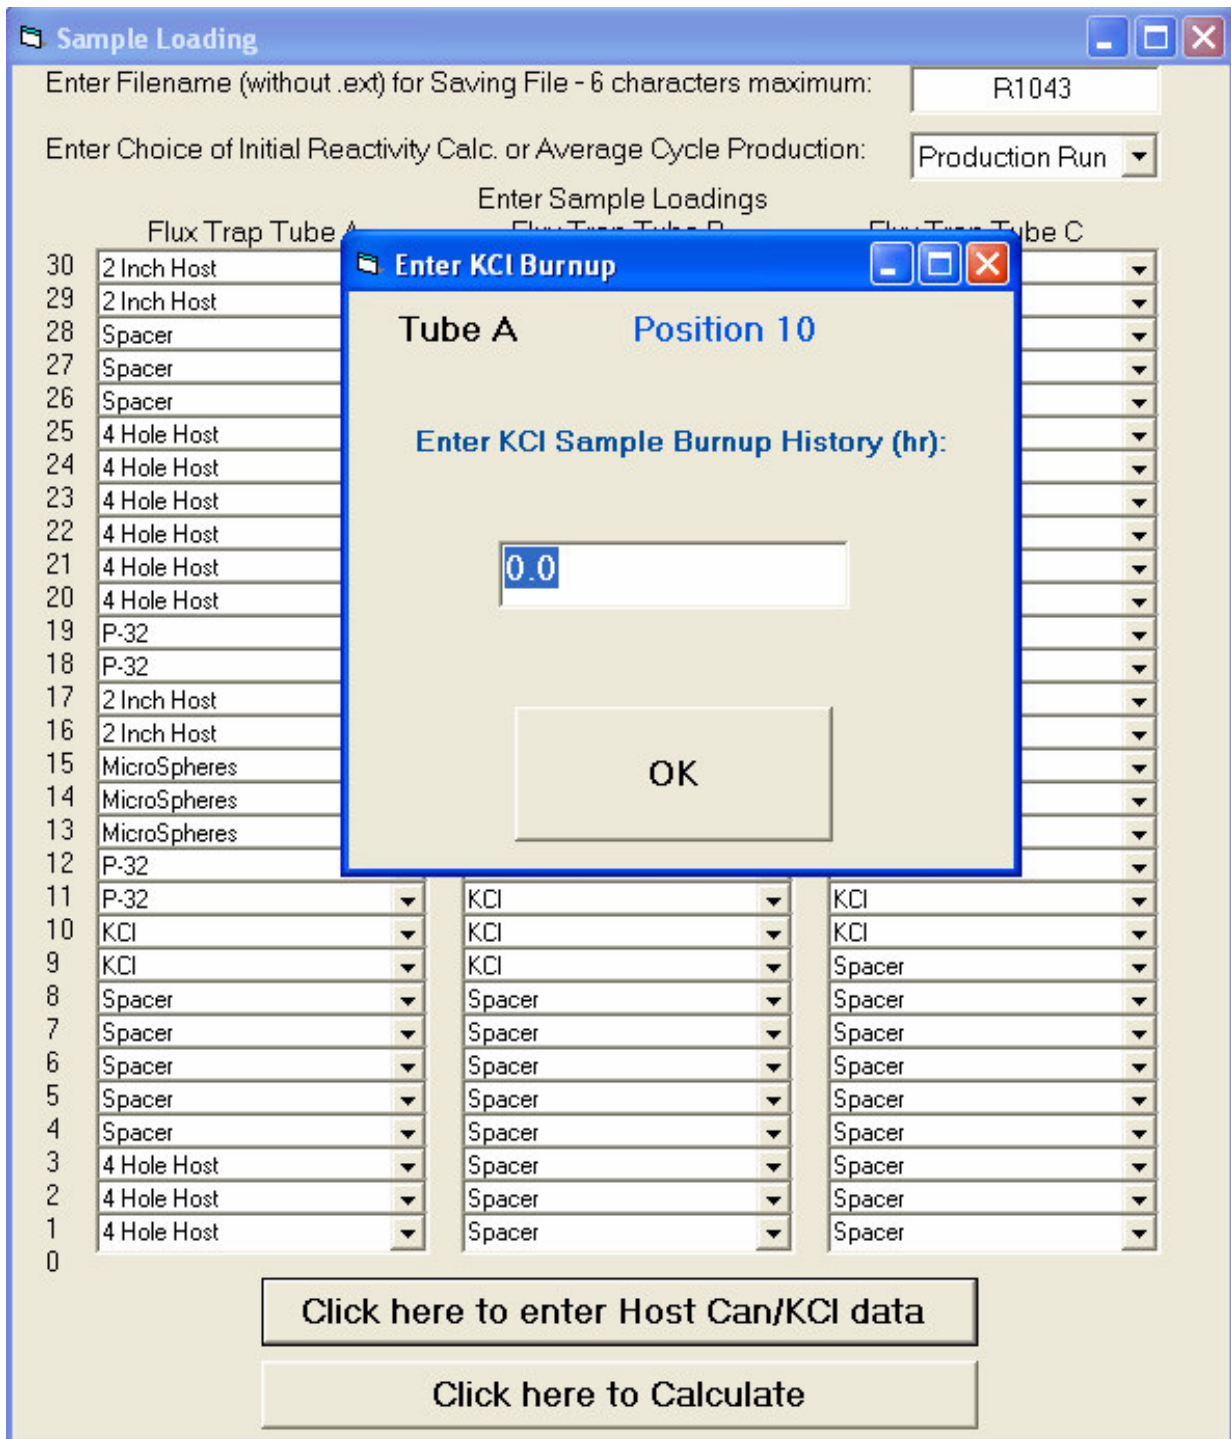 Sample Loading
Enter Filename (without .ext) for Saving File - 6 characters maximum: R1043
Enter Choice of Initial Reactivity Calc. or Average Cycle Production: Production Run
Enter Sample Loadings
Flux Trap Tube A Flux Trap Tube B Flux Trap Tube C
Enter KCl Burnup
Tube A Position 10
Enter KCl Sample Burnup History (hr):
0.0
OK
30 2 Inch Host
29 2 Inch Host
28 Spacer
27 Spacer
26 Spacer
25 4 Hole Host
24 4 Hole Host
23 4 Hole Host
22 4 Hole Host
21 4 Hole Host
20 4 Hole Host
19 P-32
18 P-32
17 2 Inch Host
16 2 Inch Host
15 MicroSpheres
14 MicroSpheres
13 MicroSpheres
12 P-32
11 P-32 KCl KCl
10 KCl KCl KCl
9 KCl KCl Spacer
8 Spacer Spacer Spacer
7 Spacer Spacer Spacer
6 Spacer Spacer Spacer
5 Spacer Spacer Spacer
4 Spacer Spacer Spacer
3 4 Hole Host Spacer Spacer
2 4 Hole Host Spacer Spacer
1 4 Hole Host Spacer Spacer
0
Click here to enter Host Can/KCl data
Click here to Calculate